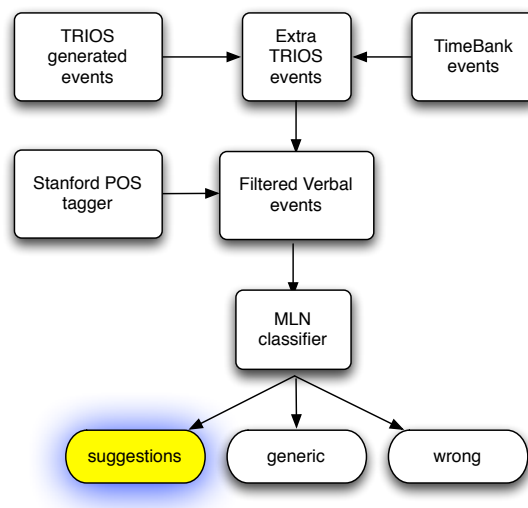 TRIOS
generated
events
Extra
TRIOS
events
TimeBank
events
Stanford POS
tagger
Filtered Verbal
events
MLN
classifier
suggestions
generic
wrong